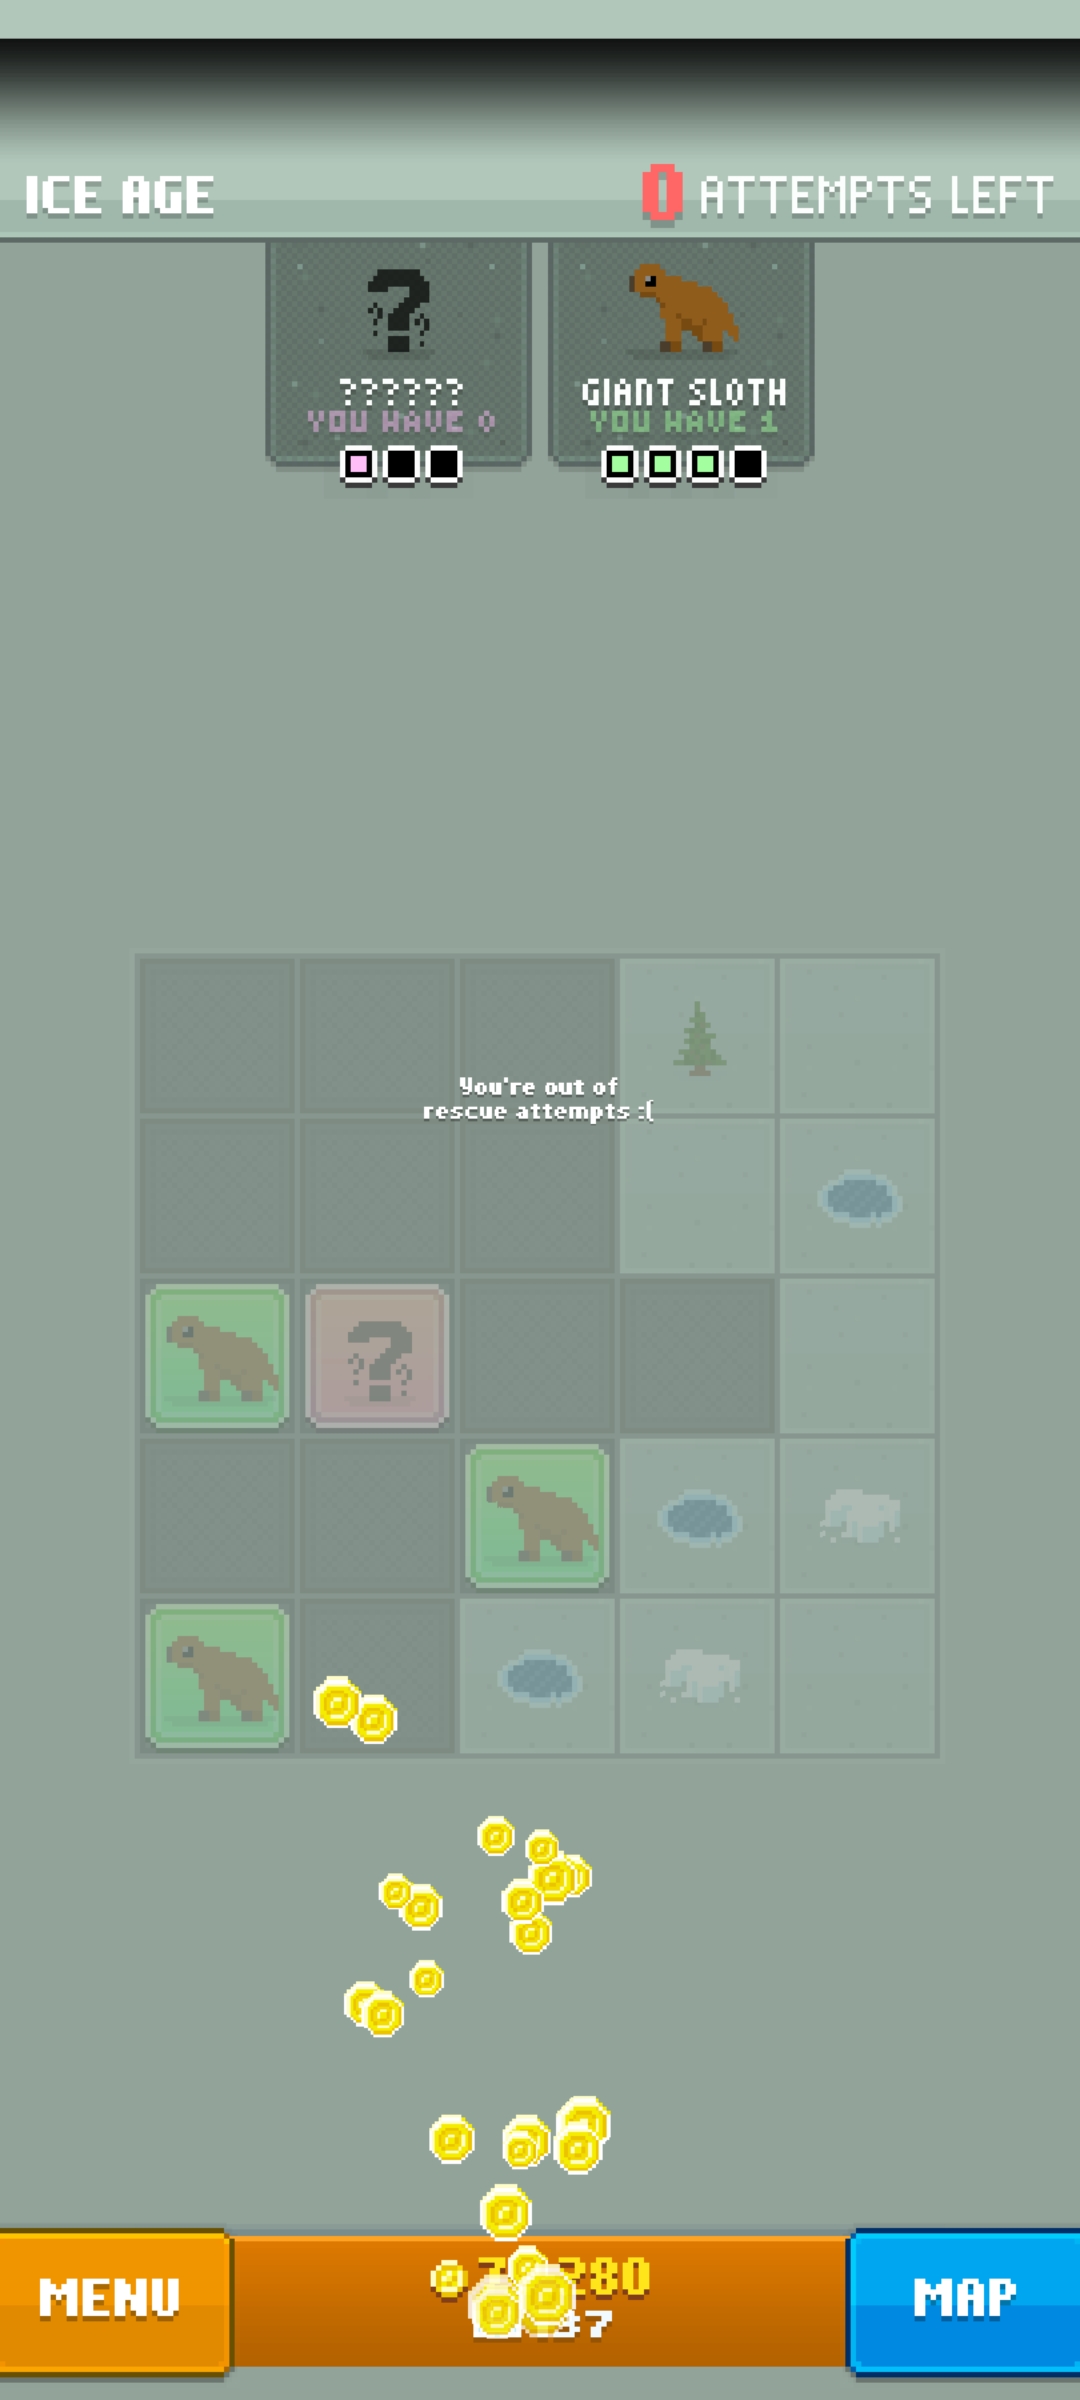 ICE AGE
0 ATTEMPTS LEFT
?
??????
YOU HAVE 0
GIANT SLOTH
YOU HAVE 1
You're out of
rescue attempts :(
?
MENU
MAP